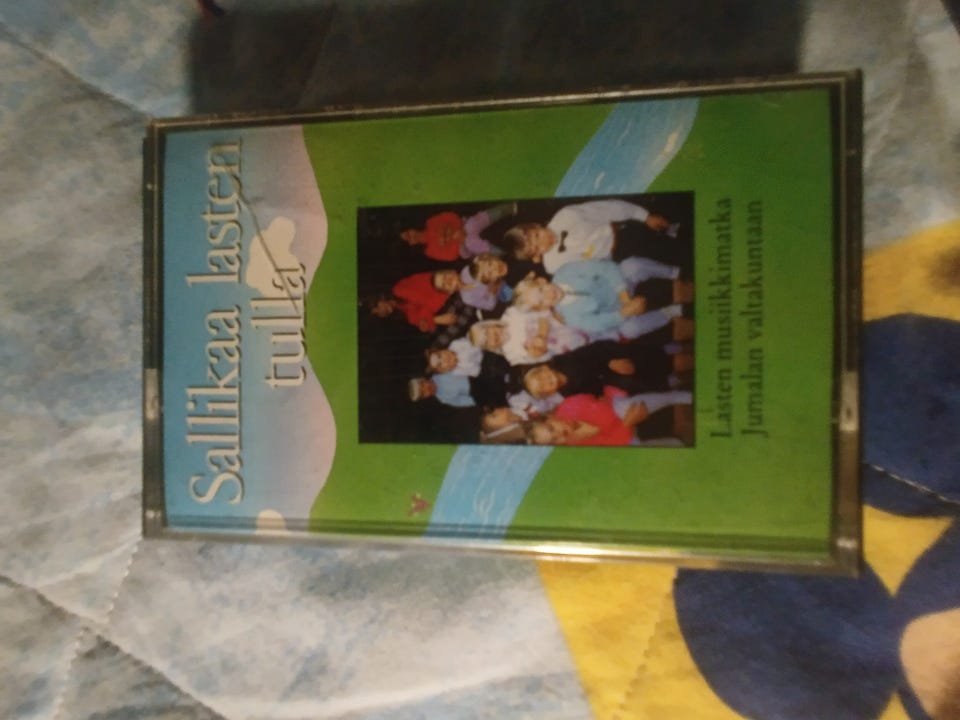 Sallikaa lasten
tulla
Lasten musiikkimatka
Jumalan valtakuntaan